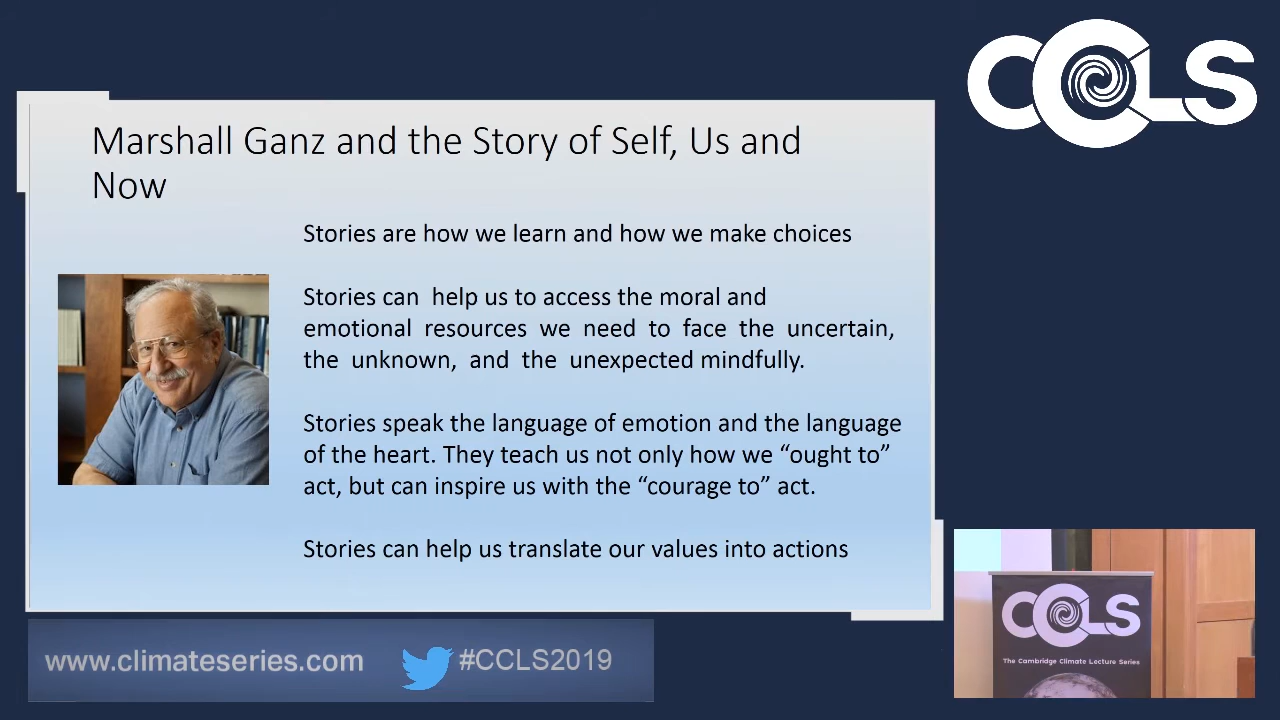 CCLS
Marshall Ganz and the Story of Self, Us and
Now
Stories are how we learn and how we make choices
Stories can help us to access the moral and
emotional resources we need to face the uncertain,
the unknown, and the unexpected mindfully.
Stories speak the language of emotion and the language
of the heart. They teach us not only how we “ought to”
act, but can inspire us with the “courage to” act.
Stories can help us translate our values into actions
CCLS
The Cambridge Climate Lecture Series
www.climateseries.com
#CCLS2019